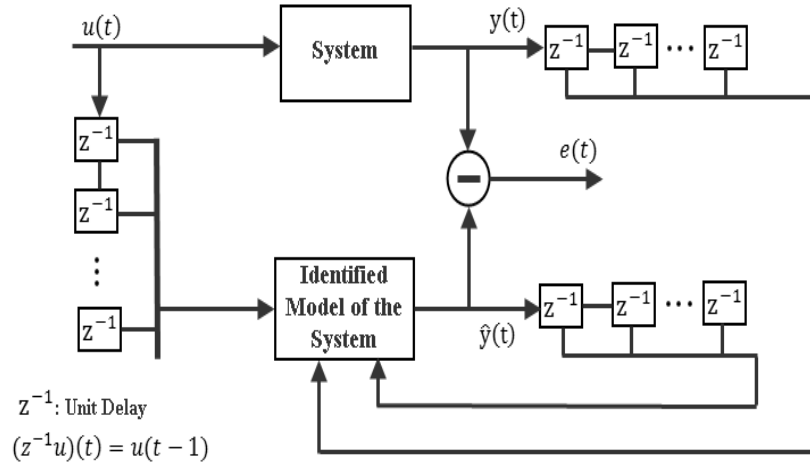 u(t)
System
y(t)
z⁻¹ z⁻¹ ··· z⁻¹
z⁻¹
z⁻¹
⋮
z⁻¹
−
e(t)
Identified
Model of the
System
ŷ(t)
z⁻¹ z⁻¹ ··· z⁻¹
z⁻¹: Unit Delay
(z⁻¹u)(t) = u(t − 1)